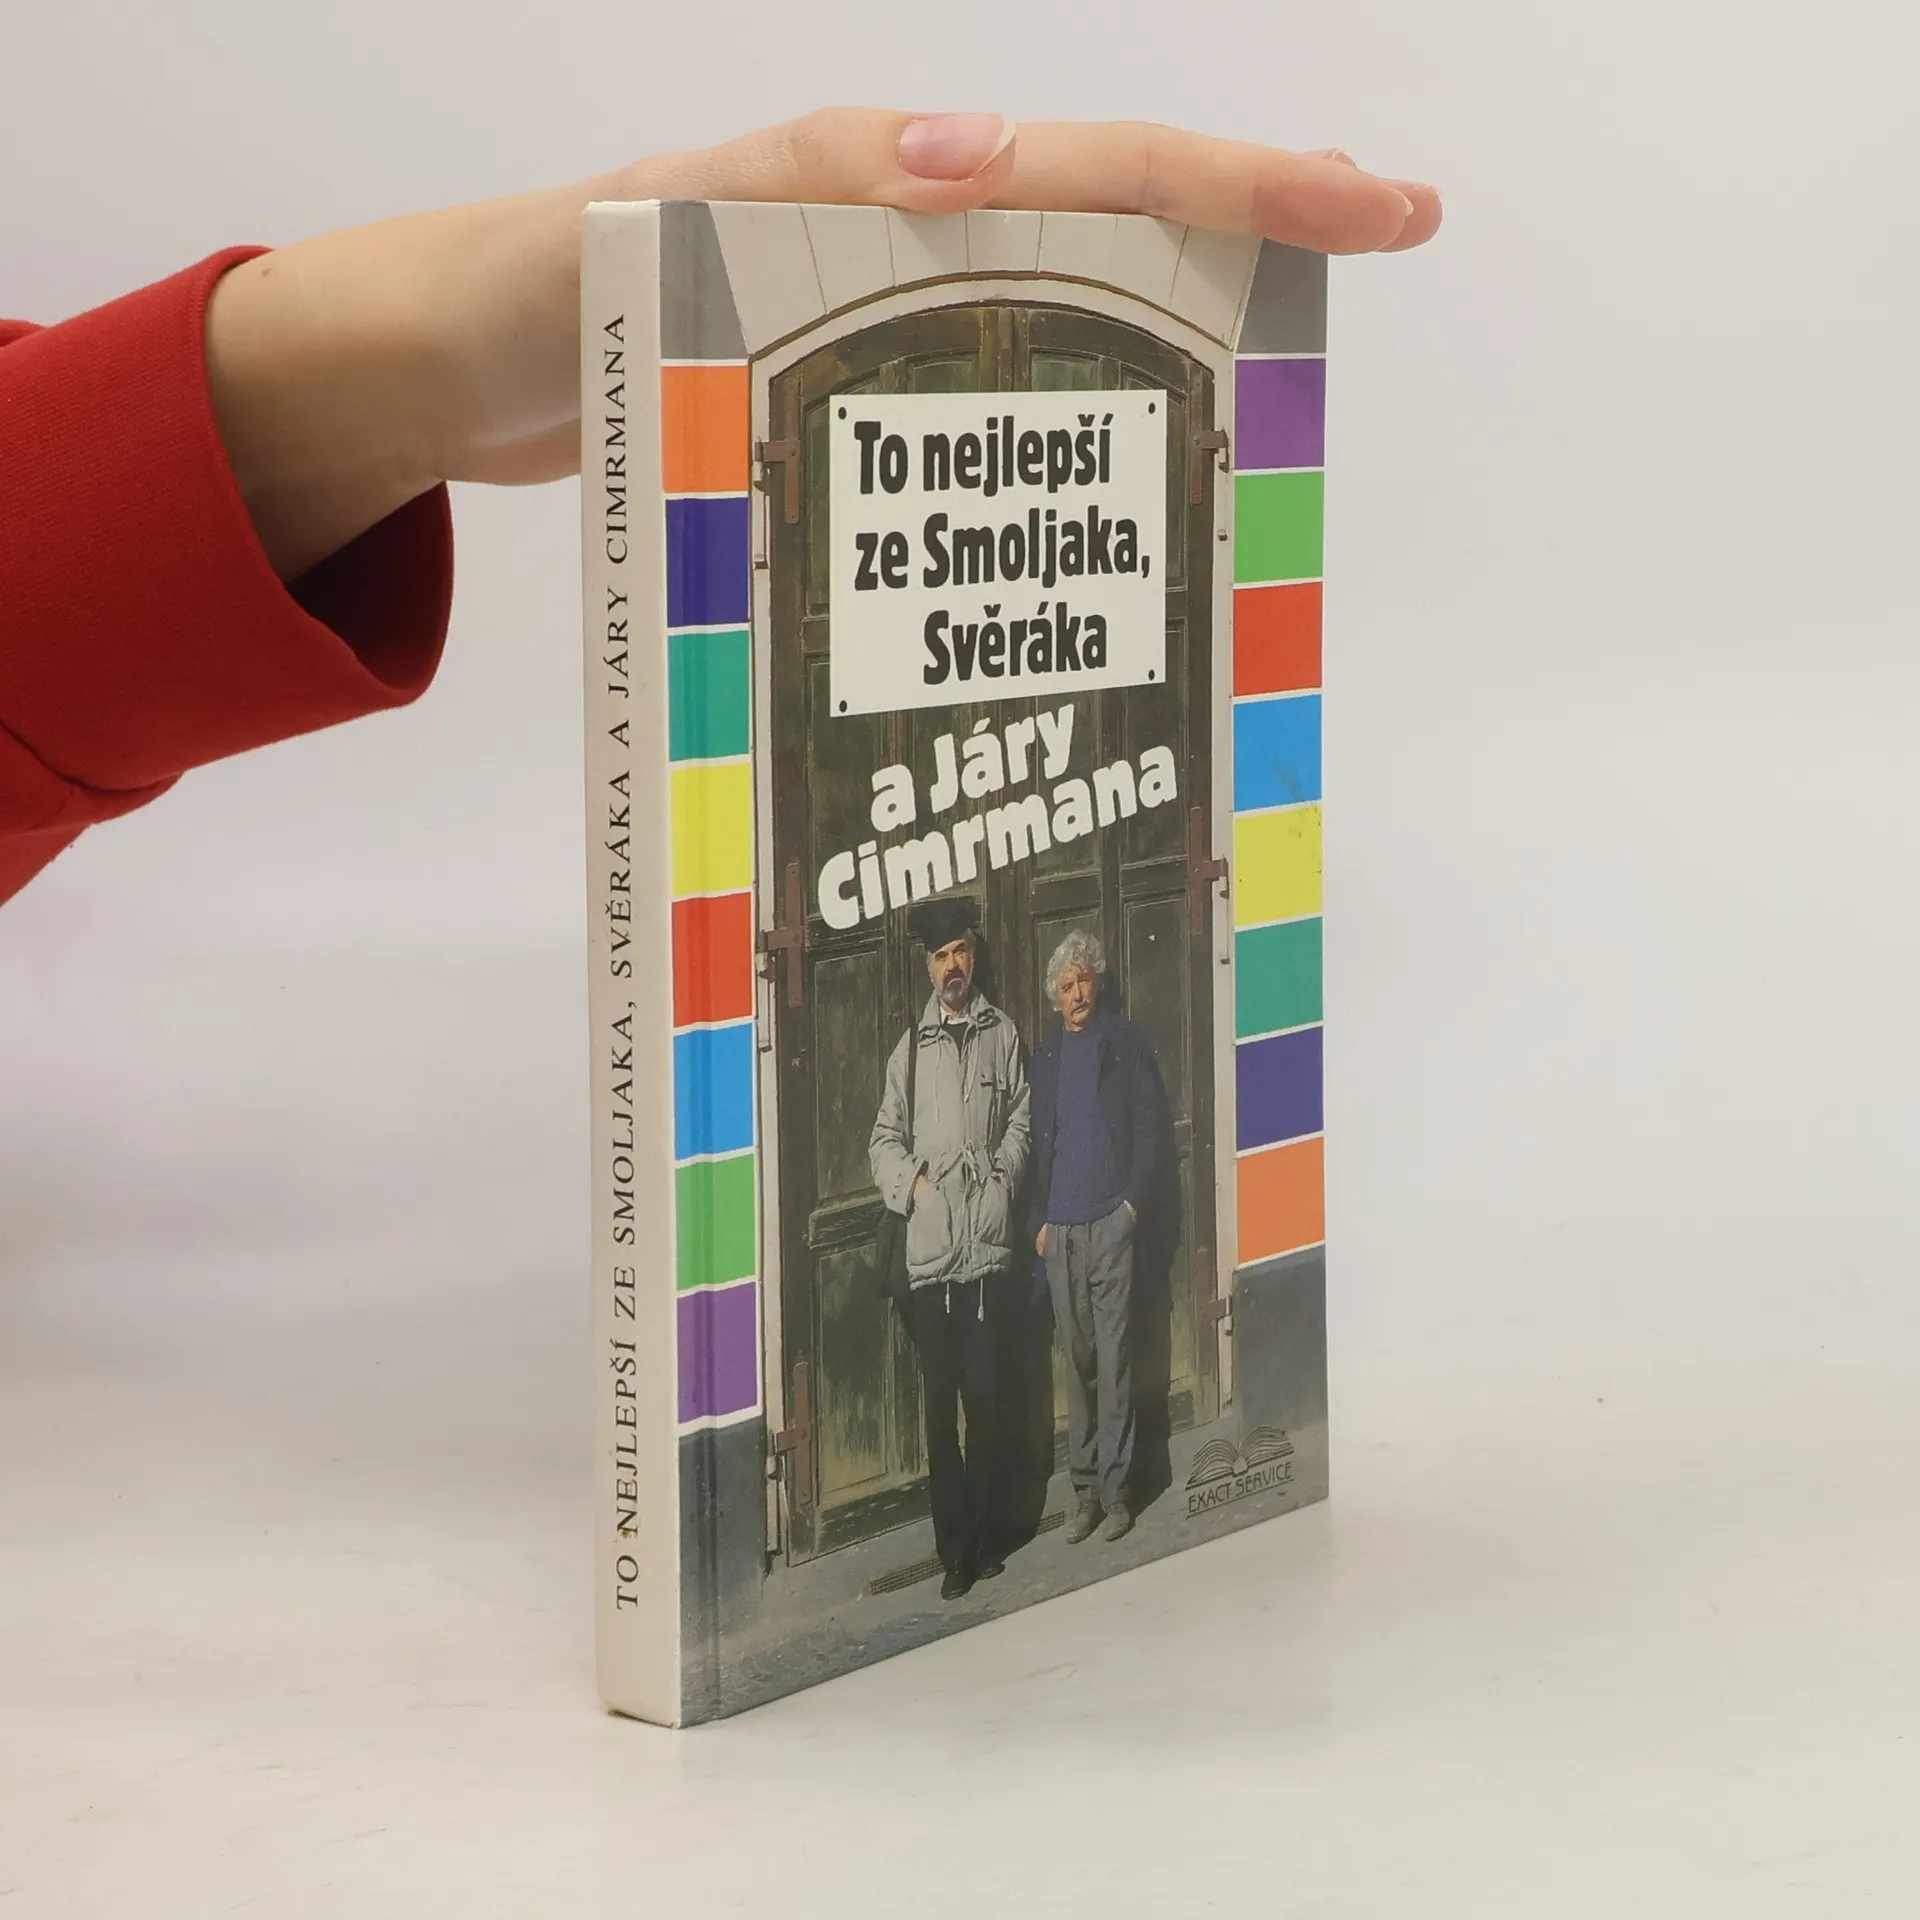 TO NEJLEPŠÍ ZE SMOLJAKA, SVĚRÁKA A JÁRY CIMRMANA
To nejlepší
ze Smoljaka,
Svěráka
a Járy
Cimrmana
EXACT SERVICE